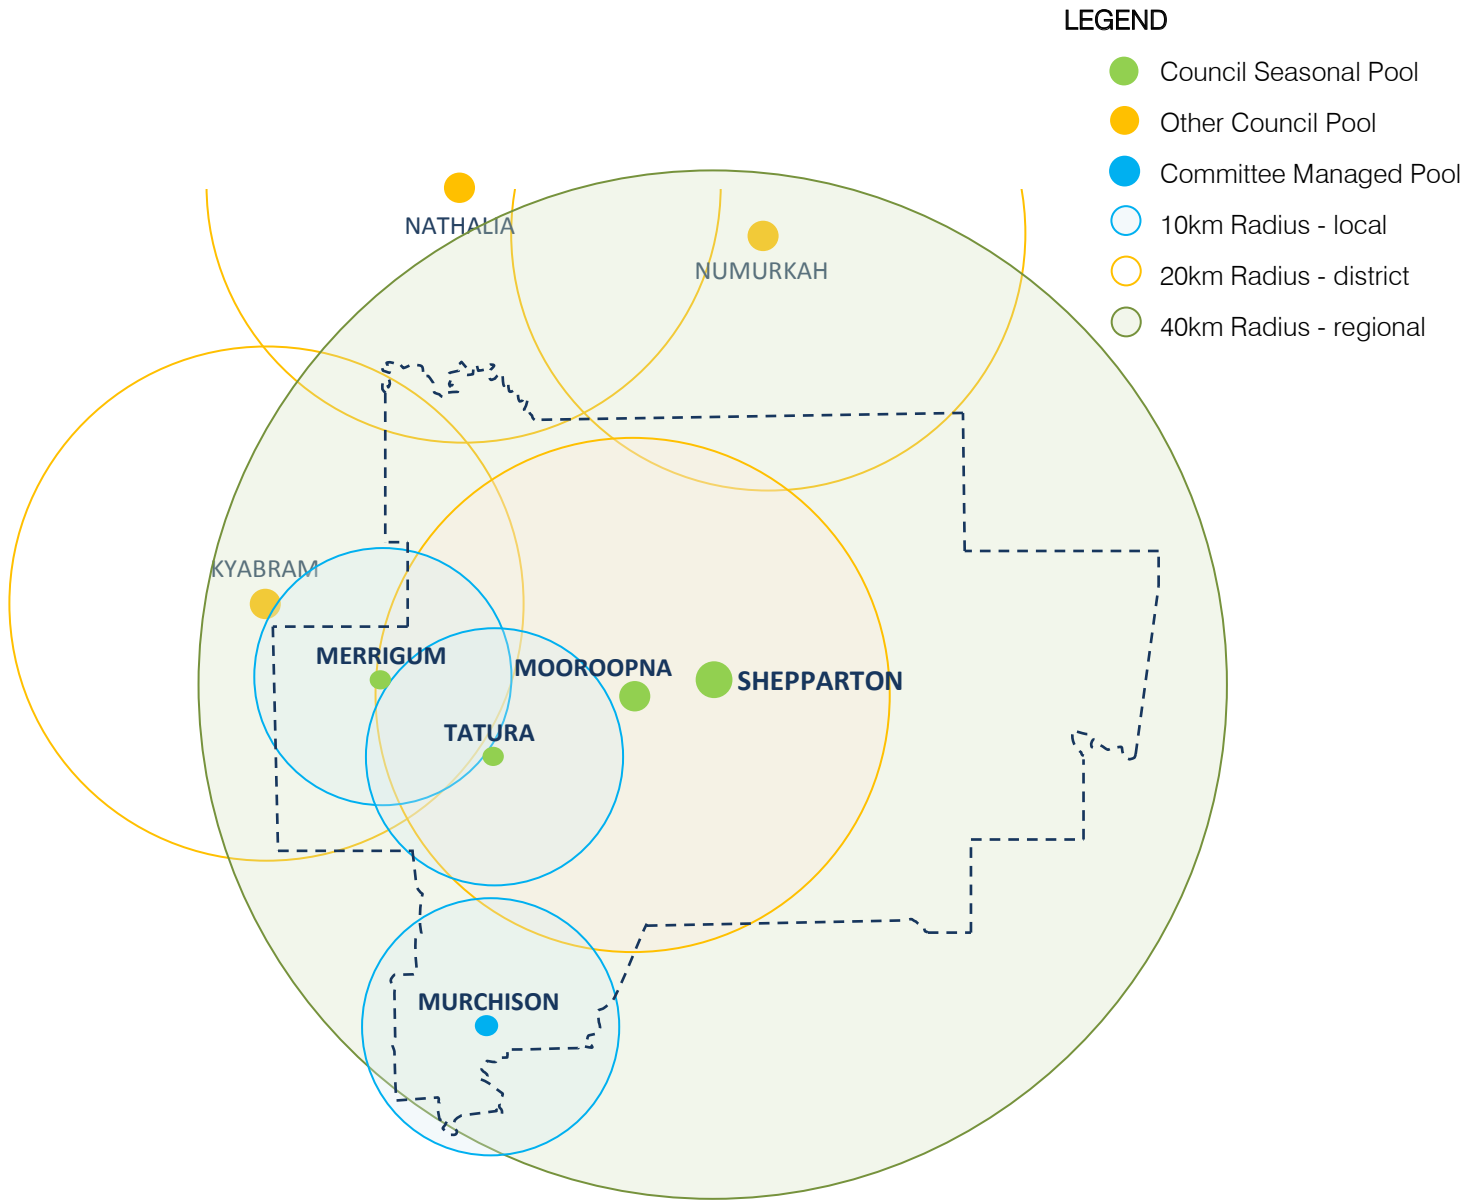 LEGEND
Council Seasonal Pool
Other Council Pool
Committee Managed Pool
10km Radius - local
20km Radius - district
40km Radius - regional
NATHALIA
NUMURKAH
KYABRAM
MERRIGUM
MOOROOPNA
SHEPPARTON
TATURA
MURCHISON